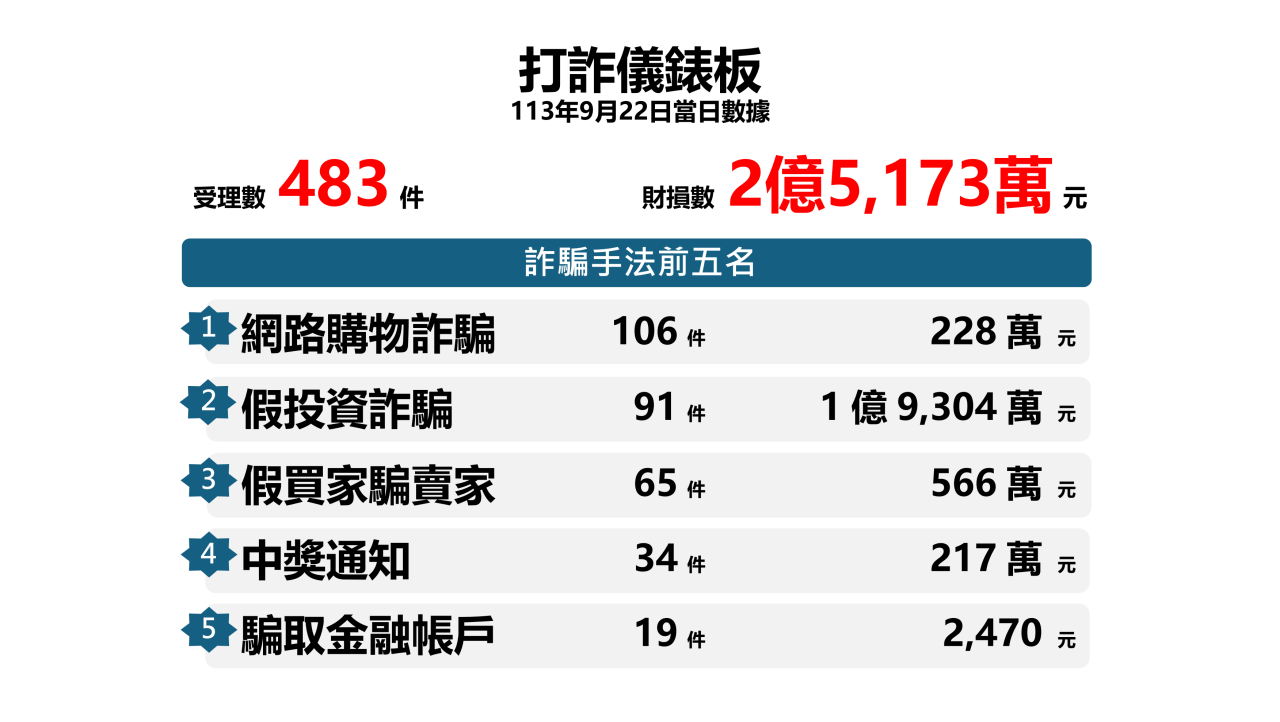 打詐儀錶板
113年9月22日當日數據
受理數 483 件 財損數 2億5,173萬 元
詐騙手法前五名
1 網路購物詐騙 106 件 228 萬 元
2 假投資詐騙 91 件 1 億 9,304 萬 元
3 假買家騙賣家 65 件 566 萬 元
4 中獎通知 34 件 217 萬 元
5 騙取金融帳戶 19 件 2,470 元